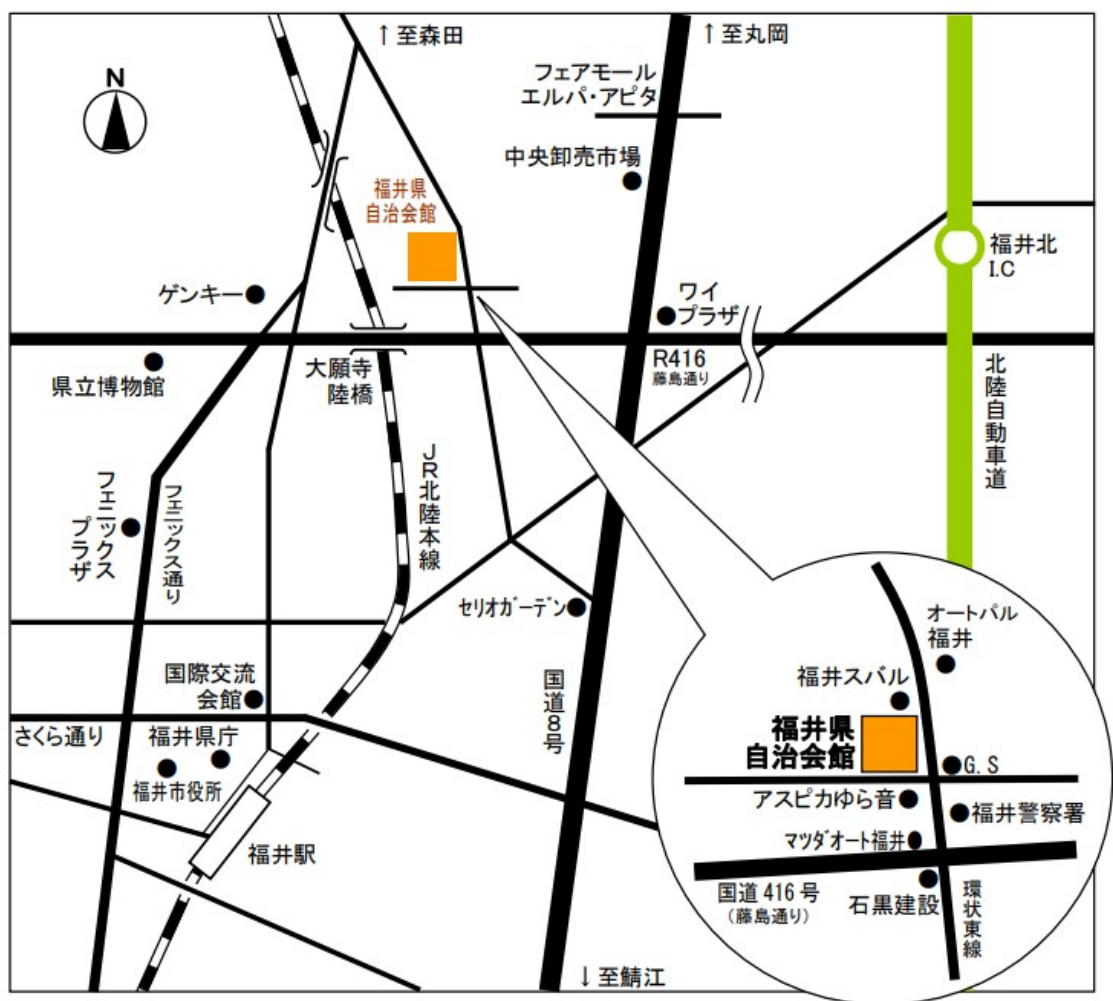 ↑至森田
↑至丸岡
N
フェアモール
エルパ・アピタ
中央卸売市場
福井県
自治会館
福井北
I.C
ゲンキー
ワイ
プラザ
R416
藤島通り
県立博物館
大願寺
陸橋
北陸自動車道
JR北陸本線
フェニックス
プラザ
フェニックス通り
セリオガーデン
オートパル
福井
国際交流
会館
国道8号
福井スバル
さくら通り
福井県庁
福井市役所
福井県
自治会館
G.S
アスピカゆら音
福井警察署
マツダオート福井
福井駅
国道416号
(藤島通り)
石黒建設
環状東線
↓至鯖江